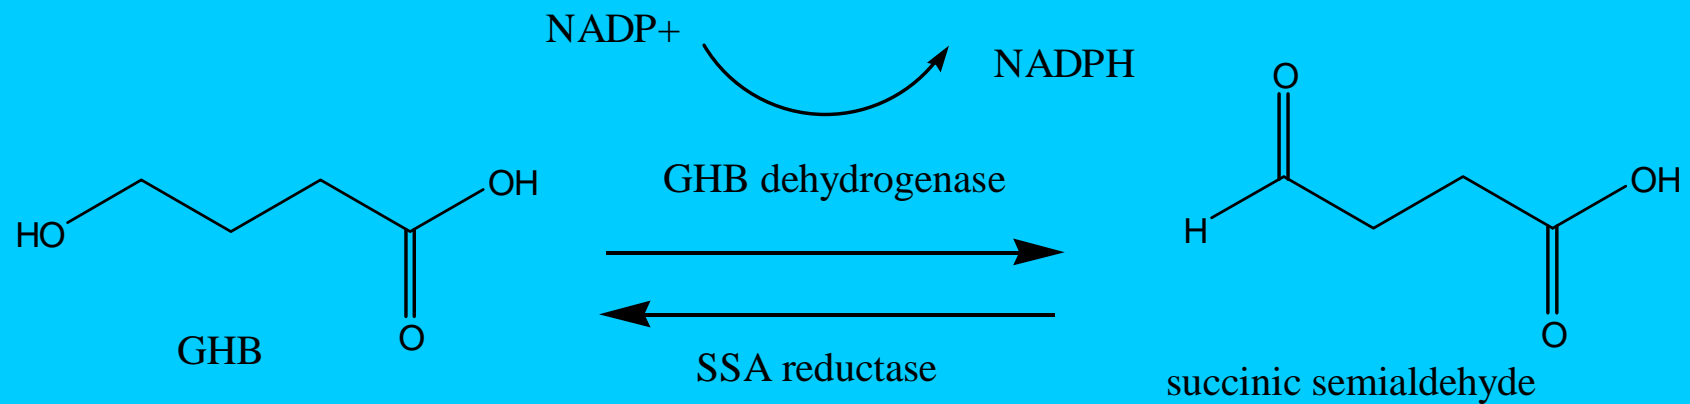 NADP+
NADPH
O
HO
OH
O
GHB
GHB dehydrogenase
SSA reductase
H
OH
O
succinic semialdehyde